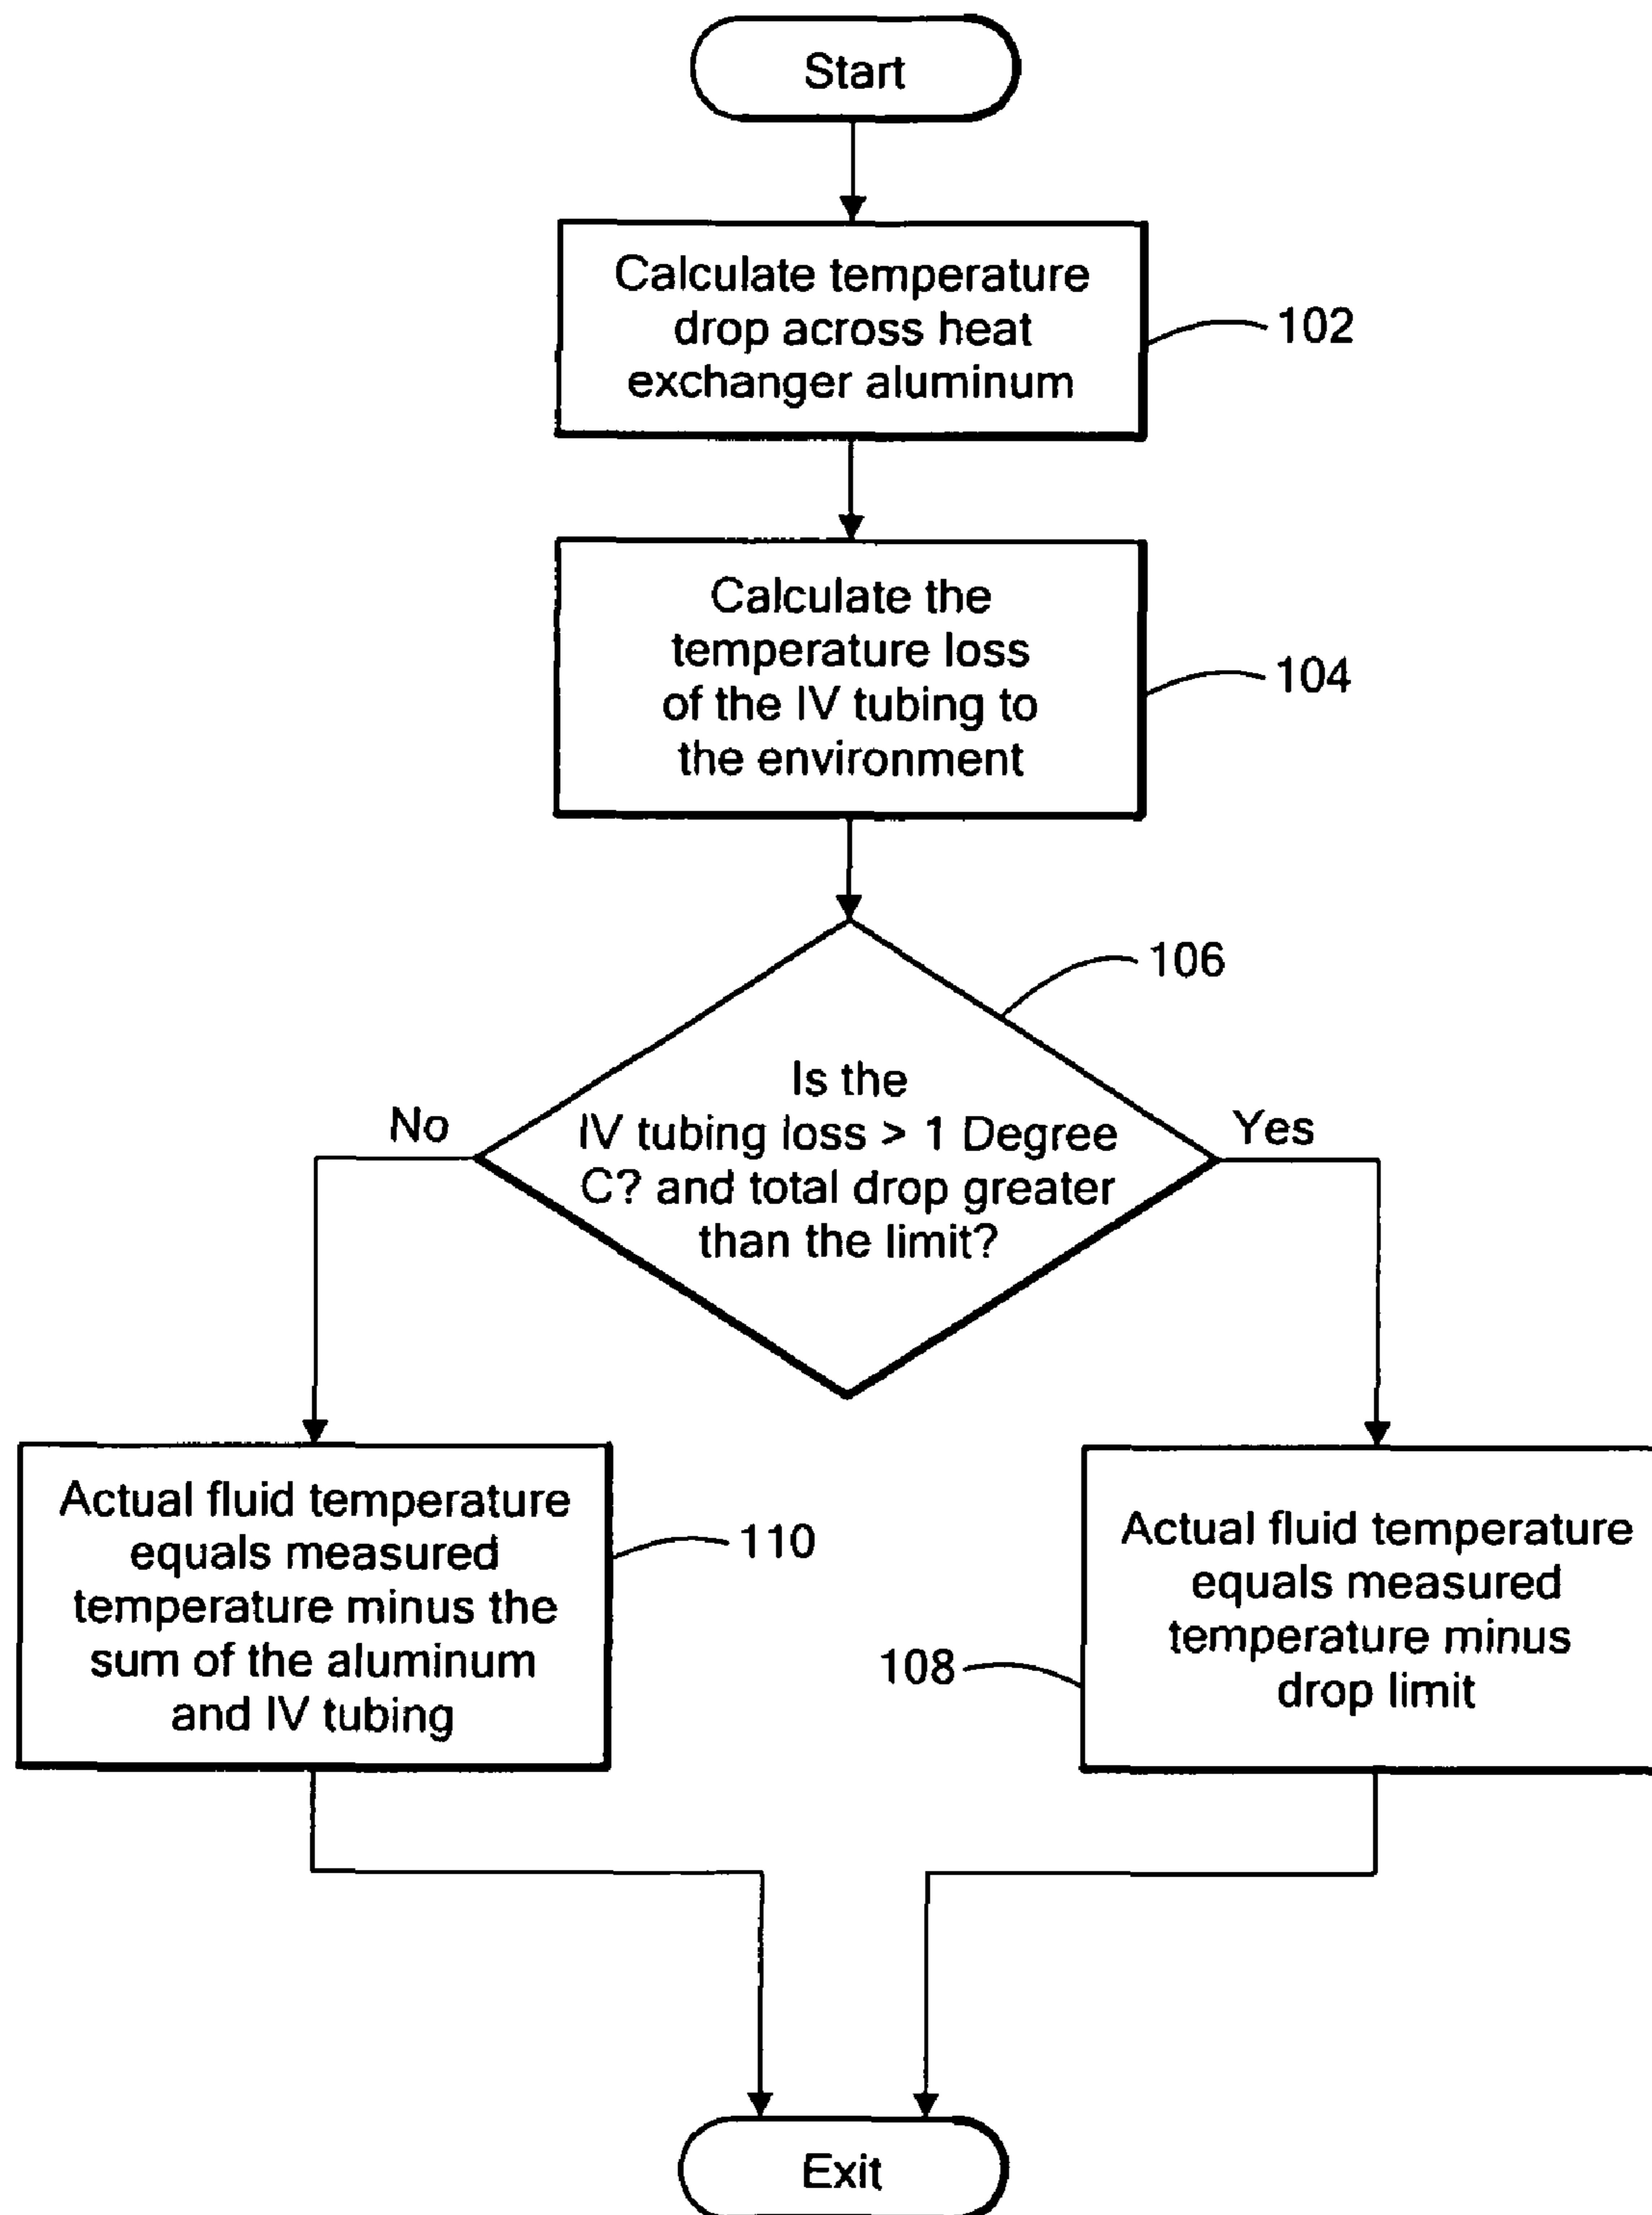 Start
Calculate temperature
drop across heat
exchanger aluminum
102
Calculate the
temperature loss
of the IV tubing to
the environment
104
106
Is the
IV tubing loss > 1 Degree
C? and total drop greater
than the limit?
No
Yes
Actual fluid temperature
equals measured
temperature minus the
sum of the aluminum
and IV tubing
110
Actual fluid temperature
equals measured
temperature minus
drop limit
108
Exit